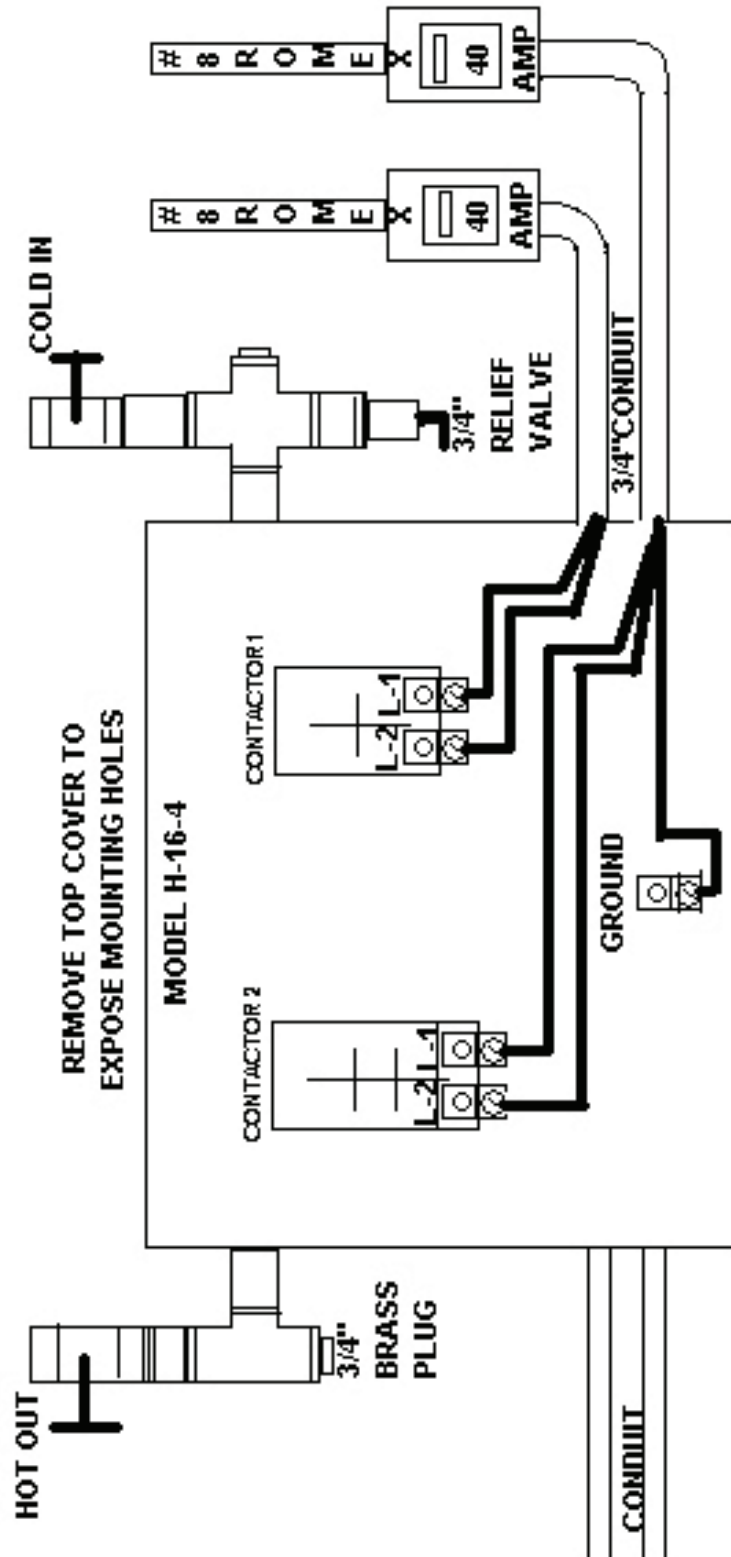 REMOVE TOP COVER TO
EXPOSE MOUNTING HOLES
HOT OUT
COLD IN
MODEL H-16-4
CONTACTOR 2
CONTACTOR 1
L-2 L-1
L-2 L-1
3/4"
BRASS
PLUG
3/4"
RELIEF
VALVE
GROUND
CONDUIT
3/4"CONDUIT
# 8 R O M E X
40
AMP
# 8 R O M E X
40
AMP